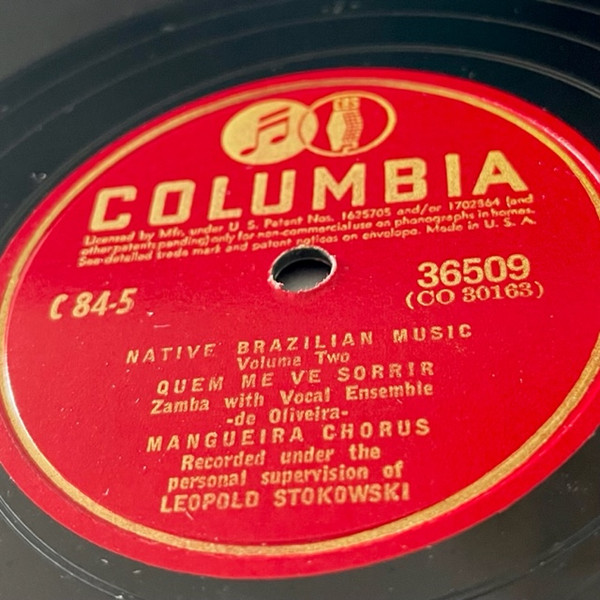 CBS
COLUMBIA
Licensed by Mfr. under U. S. Patent Nos. 1625705 and/or 1702564 (and
other patents pending) only for non-commercial use on phonographs in homes.
See detailed trade mark and patent notices on envelope. Made in U. S. A.
36509
(CO 30163)
C 84-5
NATIVE BRAZILIAN MUSIC
Volume Two
QUEM ME VE SORRIR
Zamba with Vocal Ensemble
-de Oliveira-
MANGUEIRA CHORUS
Recorded under the
personal supervision of
LEOPOLD STOKOWSKI